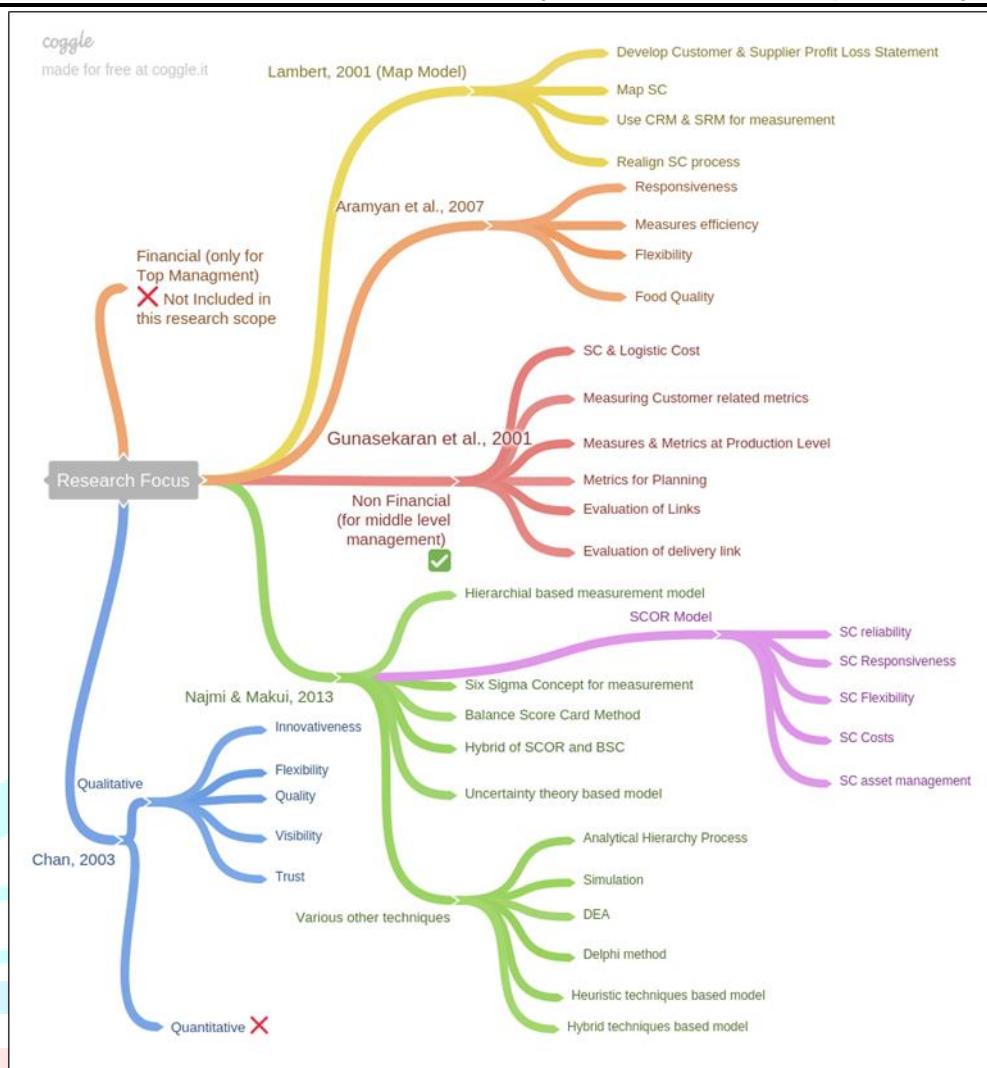 coggle
made for free at coggle.it
Lambert, 2001 (Map Model)
Develop Customer & Supplier Profit Loss Statement
Map SC
Use CRM & SRM for measurement
Realign SC process
Aramyan et al., 2007
Responsiveness
Measures efficiency
Flexibility
Food Quality
Financial (only for
Top Managment)
❌ Not Included in
this research scope
Research Focus
Gunasekaran et al., 2001
Non Financial
(for middle level
management)
✅
SC & Logistic Cost
Measuring Customer related metrics
Measures & Metrics at Production Level
Metrics for Planning
Evaluation of Links
Evaluation of delivery link
Najmi & Makui, 2013
Hierarchial based measurement model
SCOR Model
SC reliability
SC Responsiveness
SC Flexibility
SC Costs
SC asset management
Six Sigma Concept for measurement
Balance Score Card Method
Hybrid of SCOR and BSC
Uncertainty theory based model
Various other techniques
Analytical Hierarchy Process
Simulation
DEA
Delphi method
Heuristic techniques based model
Hybrid techniques based model
Chan, 2003
Qualitative
Innovativeness
Flexibility
Quality
Visibility
Trust
Quantitative ❌